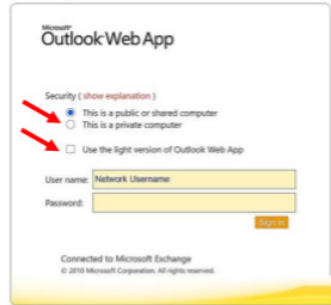 Microsoft®
Outlook Web App
Security ( show explanation )
This is a public or shared computer
This is a private computer
Use the light version of Outlook Web App
User name: Network Username
Password:
Sign in
Connected to Microsoft Exchange
© 2010 Microsoft Corporation. All rights reserved.